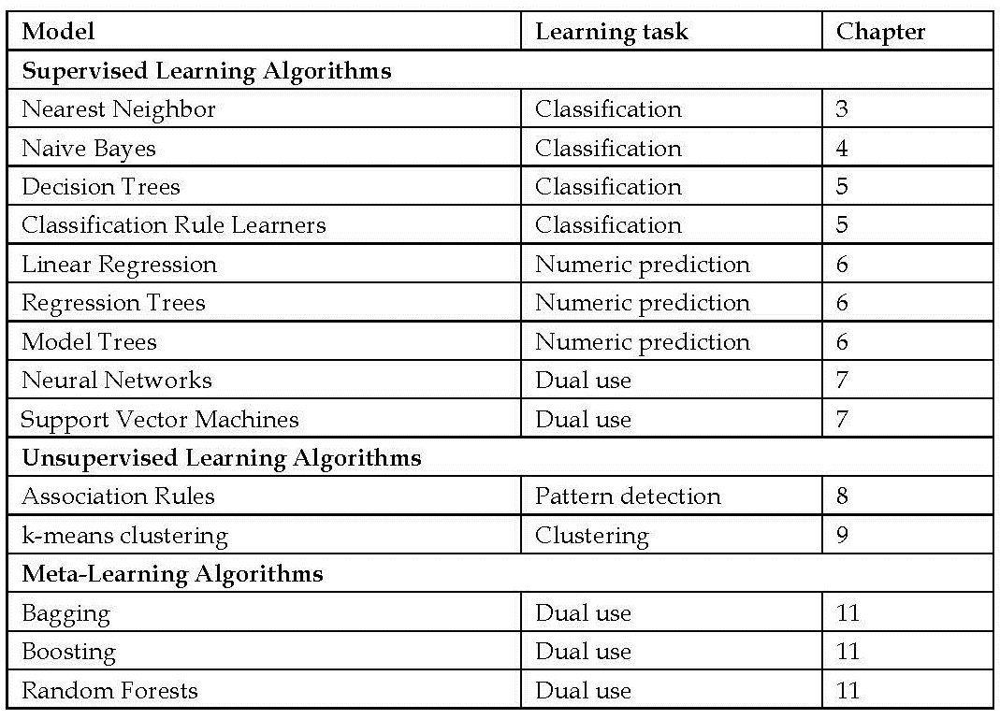 Model Learning task Chapter
Supervised Learning Algorithms
Nearest Neighbor Classification 3
Naive Bayes Classification 4
Decision Trees Classification 5
Classification Rule Learners Classification 5
Linear Regression Numeric prediction 6
Regression Trees Numeric prediction 6
Model Trees Numeric prediction 6
Neural Networks Dual use 7
Support Vector Machines Dual use 7
Unsupervised Learning Algorithms
Association Rules Pattern detection 8
k-means clustering Clustering 9
Meta-Learning Algorithms
Bagging Dual use 11
Boosting Dual use 11
Random Forests Dual use 11